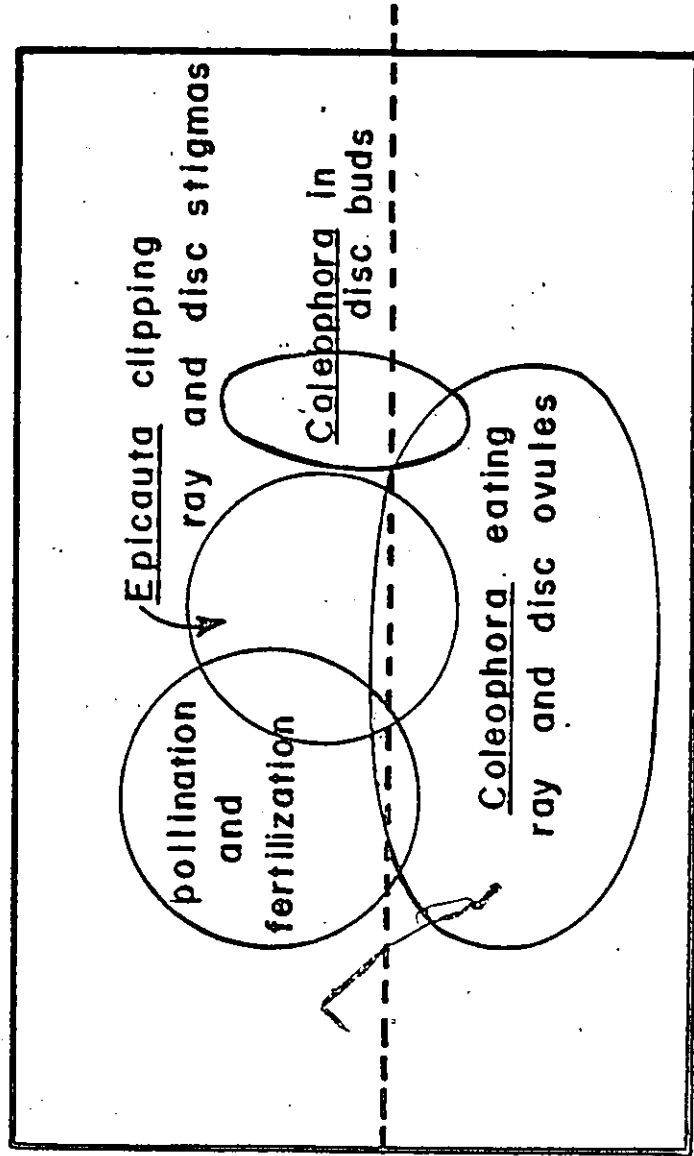 Epicauta clipping
ray and disc stigmas
pollination
and
fertilization
Coleophora in
disc buds
Coleophora eating
ray and disc ovules